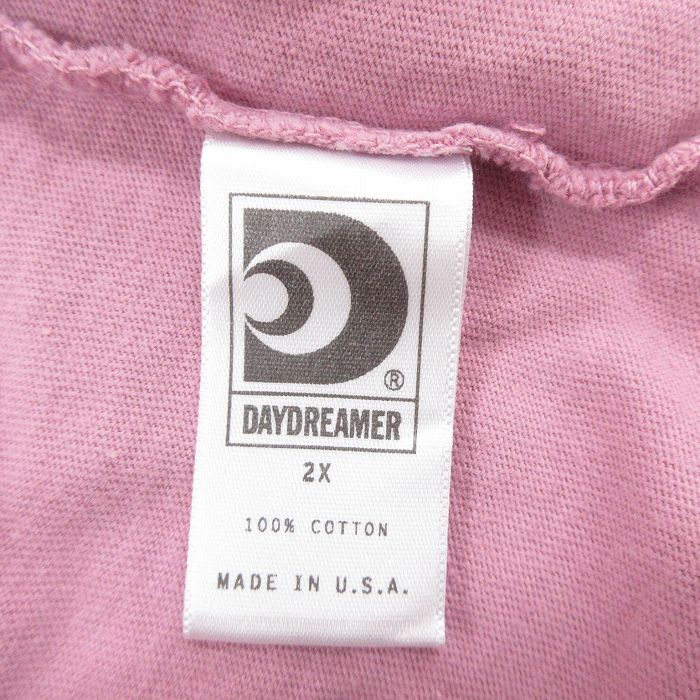 ®
DAYDREAMER
2X
100% COTTON
MADE IN U.S.A.